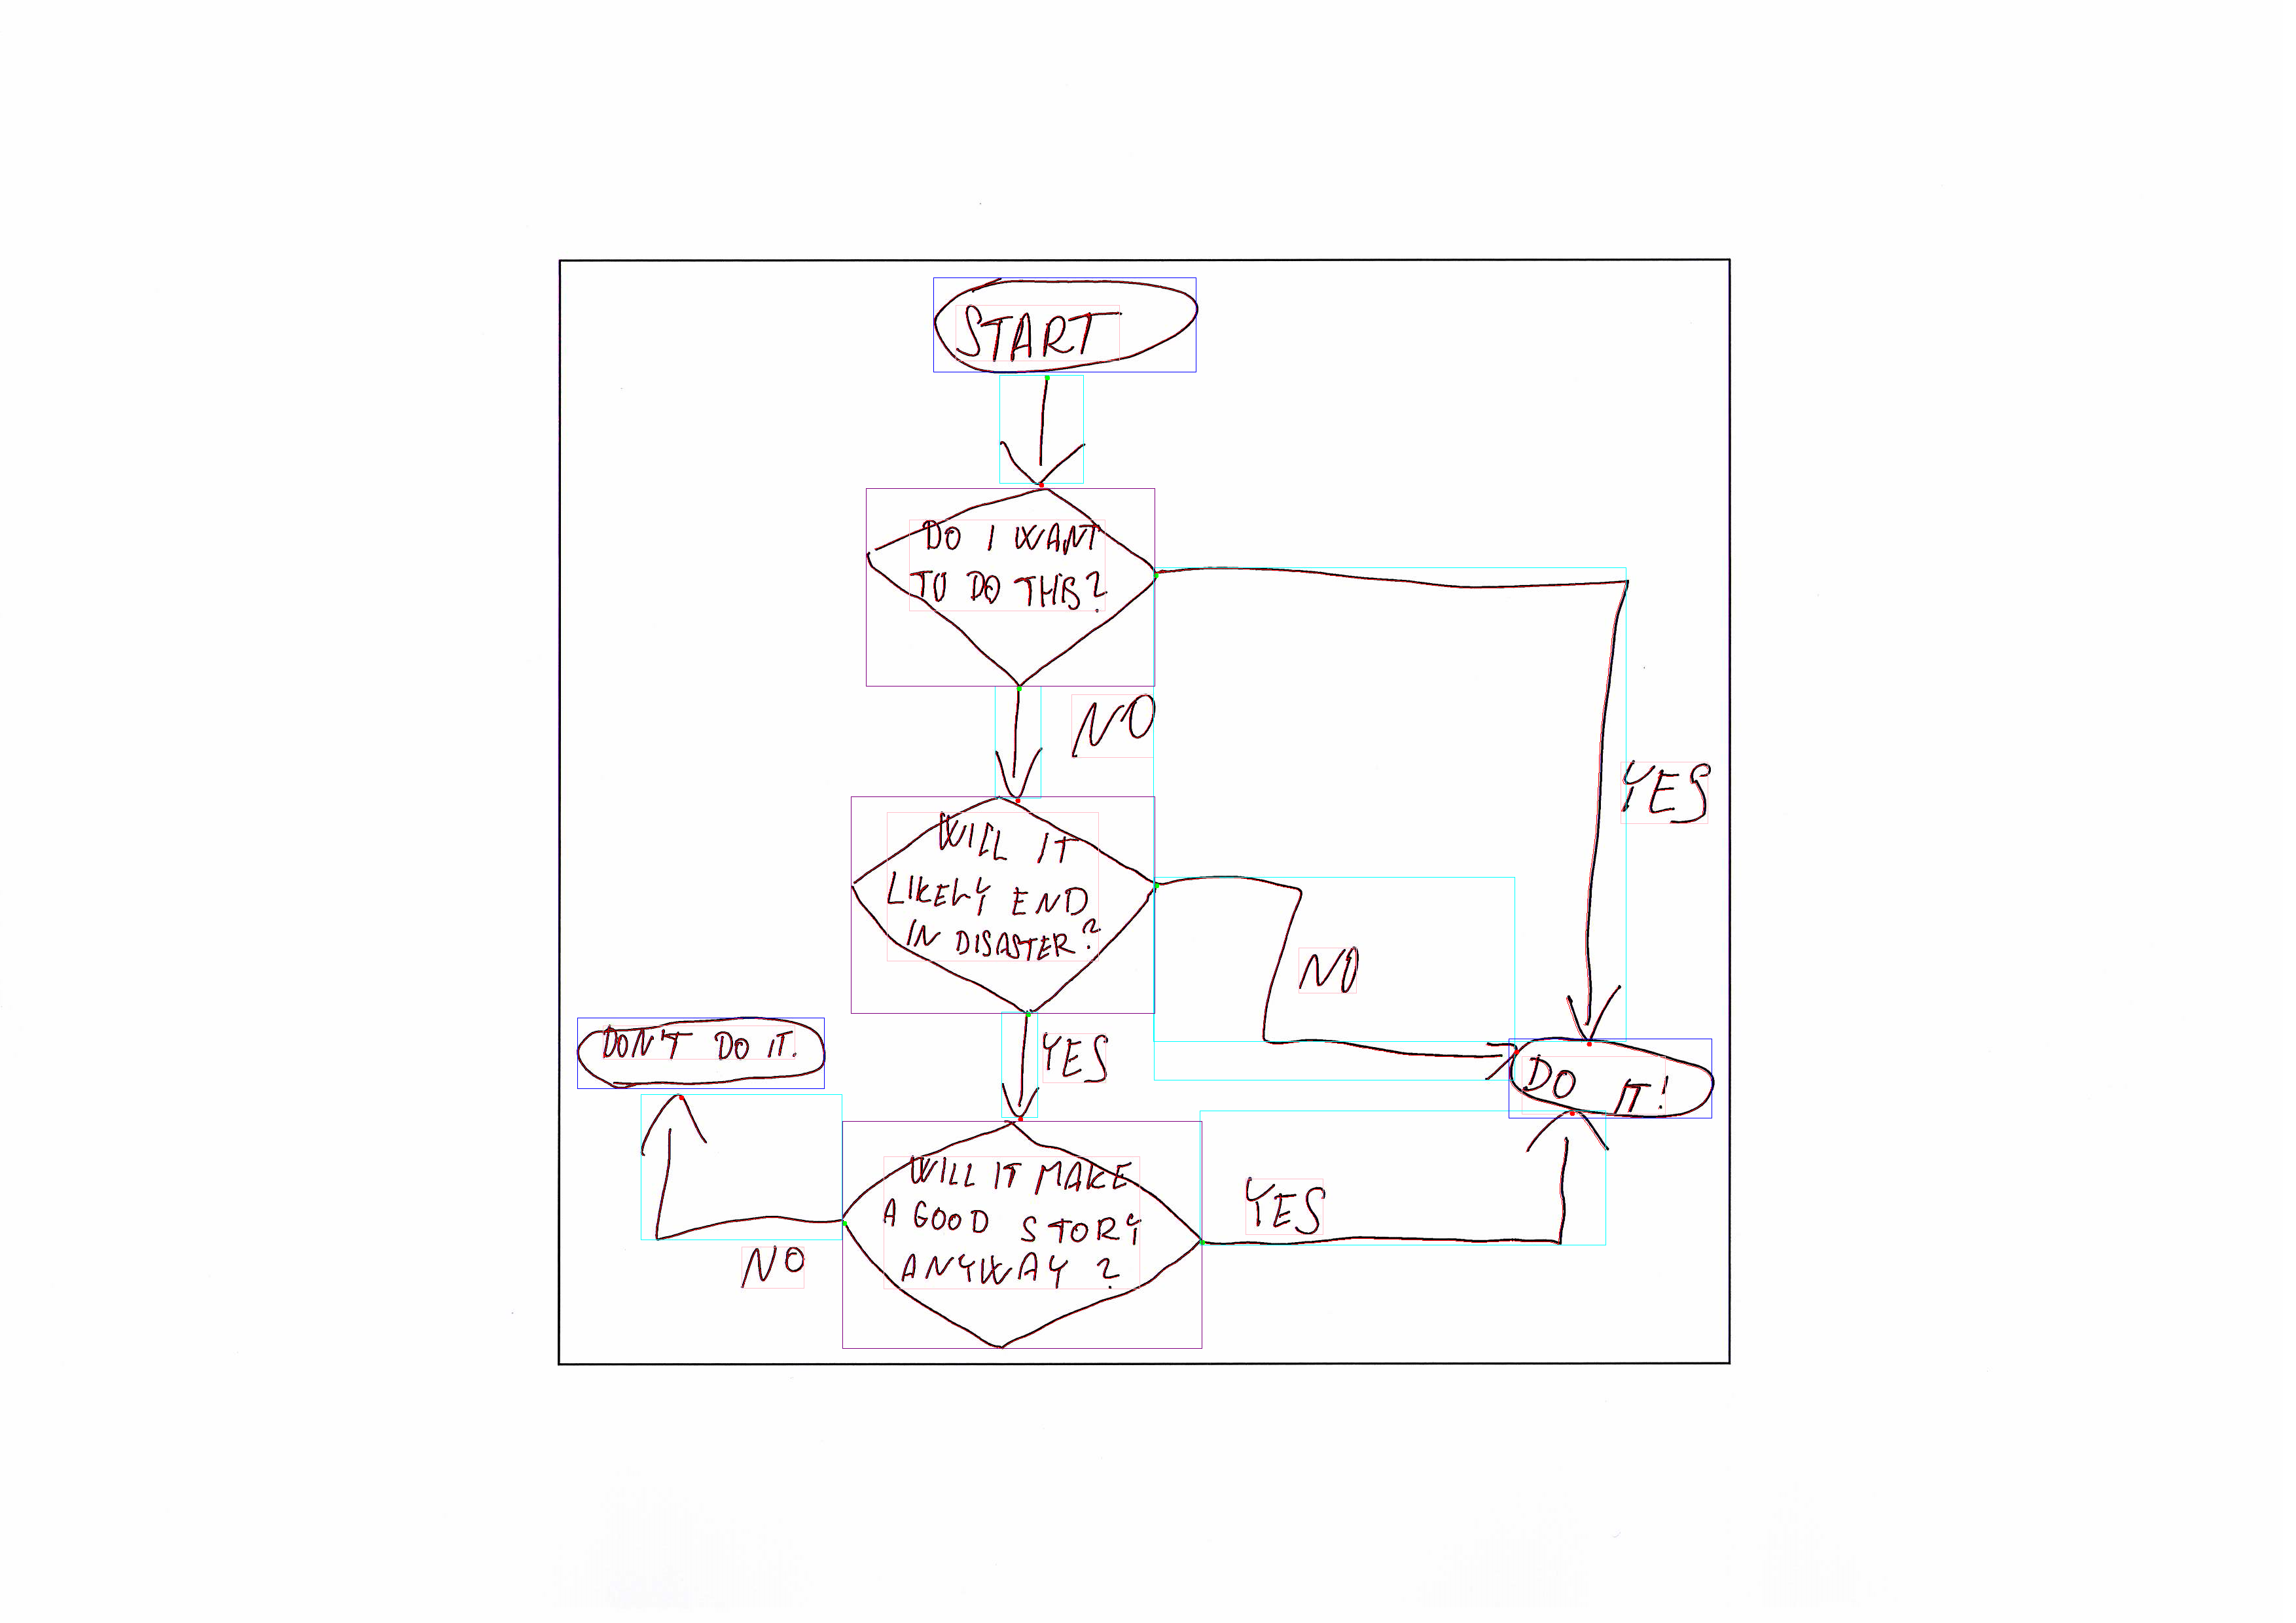 START
DO I WANT
TO DO THIS?
NO
YES
WILL IT
LIKELY END
IN DISASTER?
NO
YES
DON'T DO IT.
DO IT!
WILL IT MAKE
A GOOD STORY
ANYWAY?
YES
NO